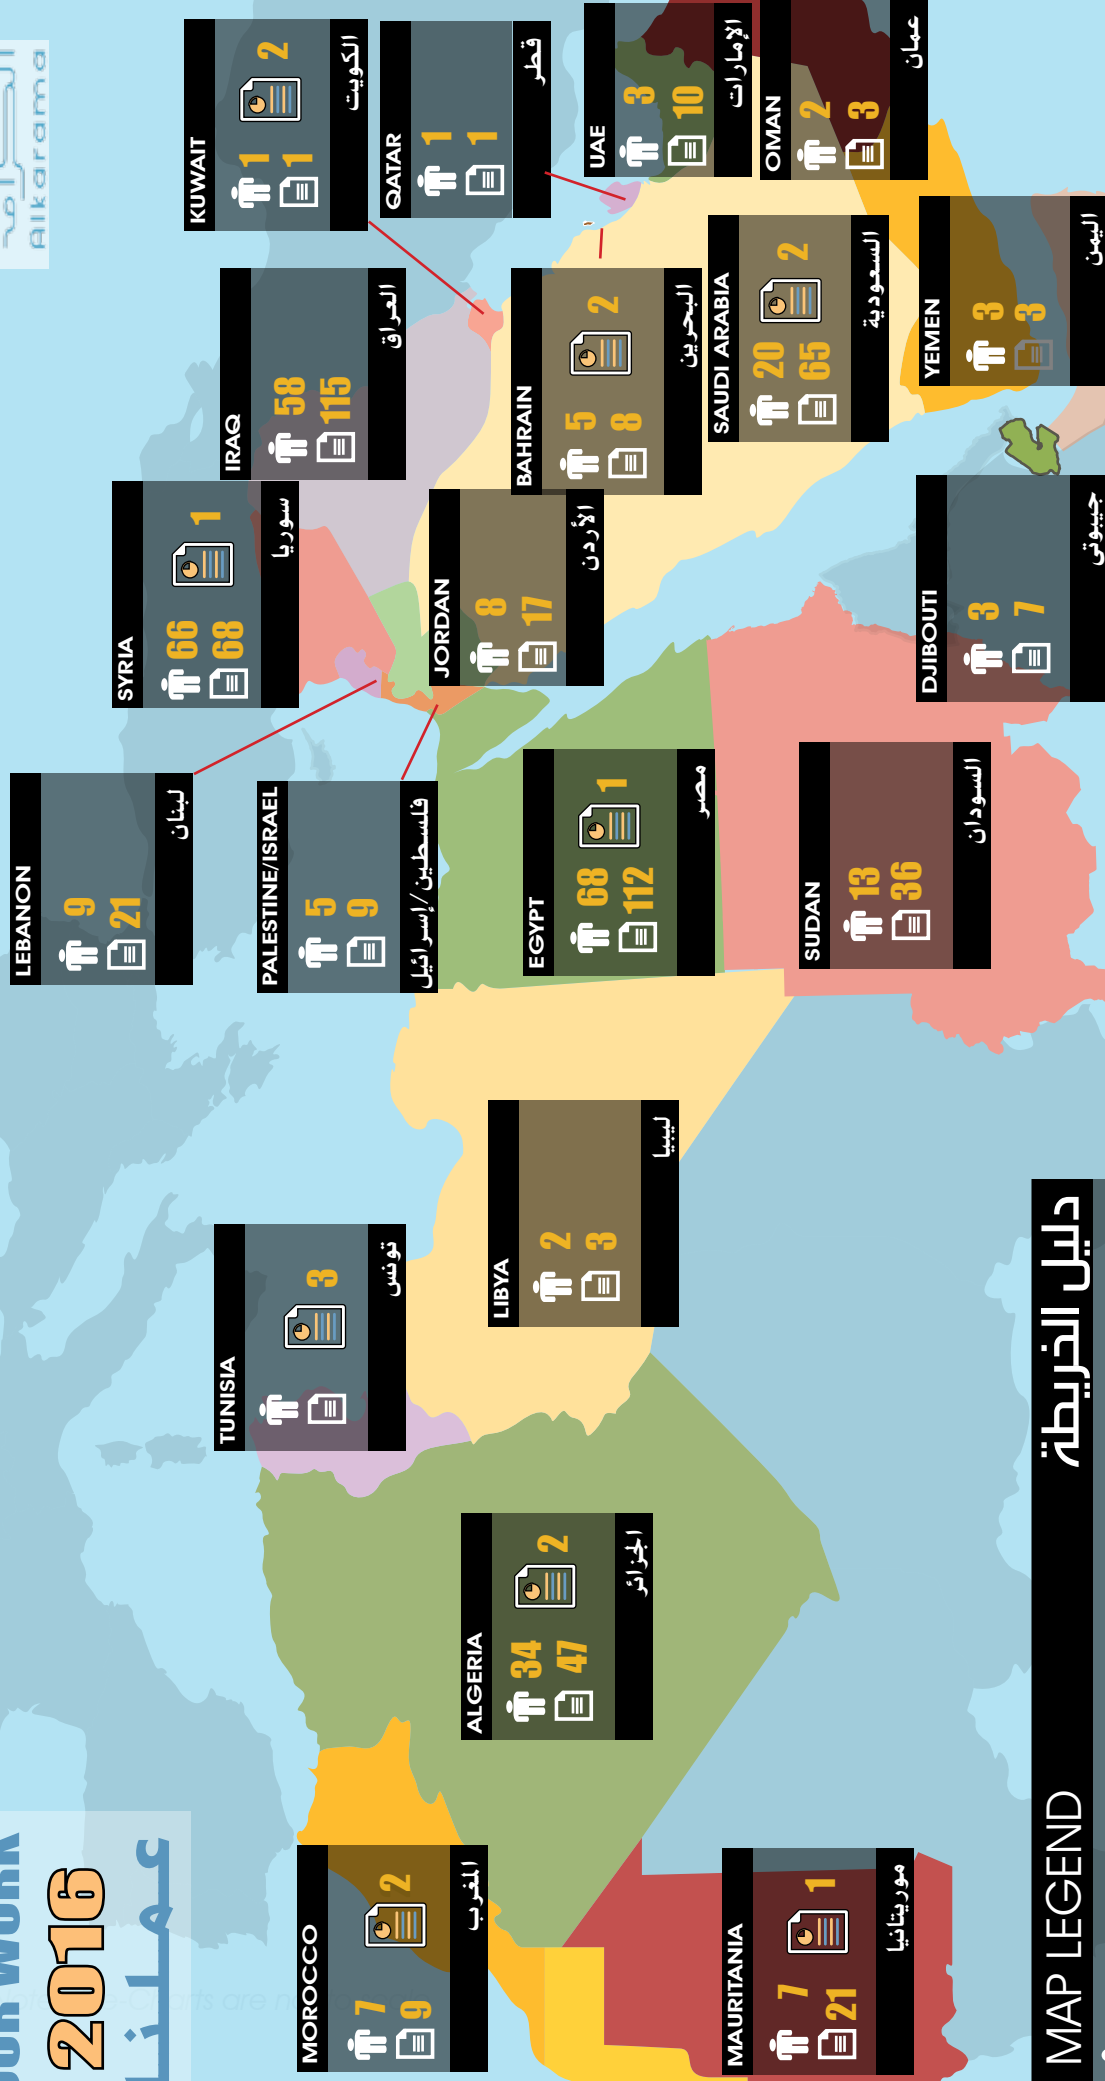 OUR WORK
2016
عملنا
الكرامة
Alkarama
MOROCCO
7
9
2
المغرب
MAURITANIA
7
21
1
موريتانيا
ALGERIA
34
47
2
الجزائر
TUNISIA
3
تونس
LIBYA
2
3
ليبيا
LEBANON
9
21
لبنان
PALESTINE/ISRAEL
5
9
فلسطين/إسرائيل
EGYPT
68
112
1
مصر
SUDAN
13
36
السودان
SYRIA
66
68
1
سوريا
JORDAN
8
17
الأردن
DJIBOUTI
3
7
جيبوتي
IRAQ
58
115
العراق
BAHRAIN
5
8
2
البحرين
SAUDI ARABIA
20
65
2
السعودية
YEMEN
3
3
اليمن
KUWAIT
1
1
2
الكويت
QATAR
1
1
قطر
UAE
3
10
الإمارات
OMAN
2
3
عمان
MAP LEGEND
دليل الخريطة